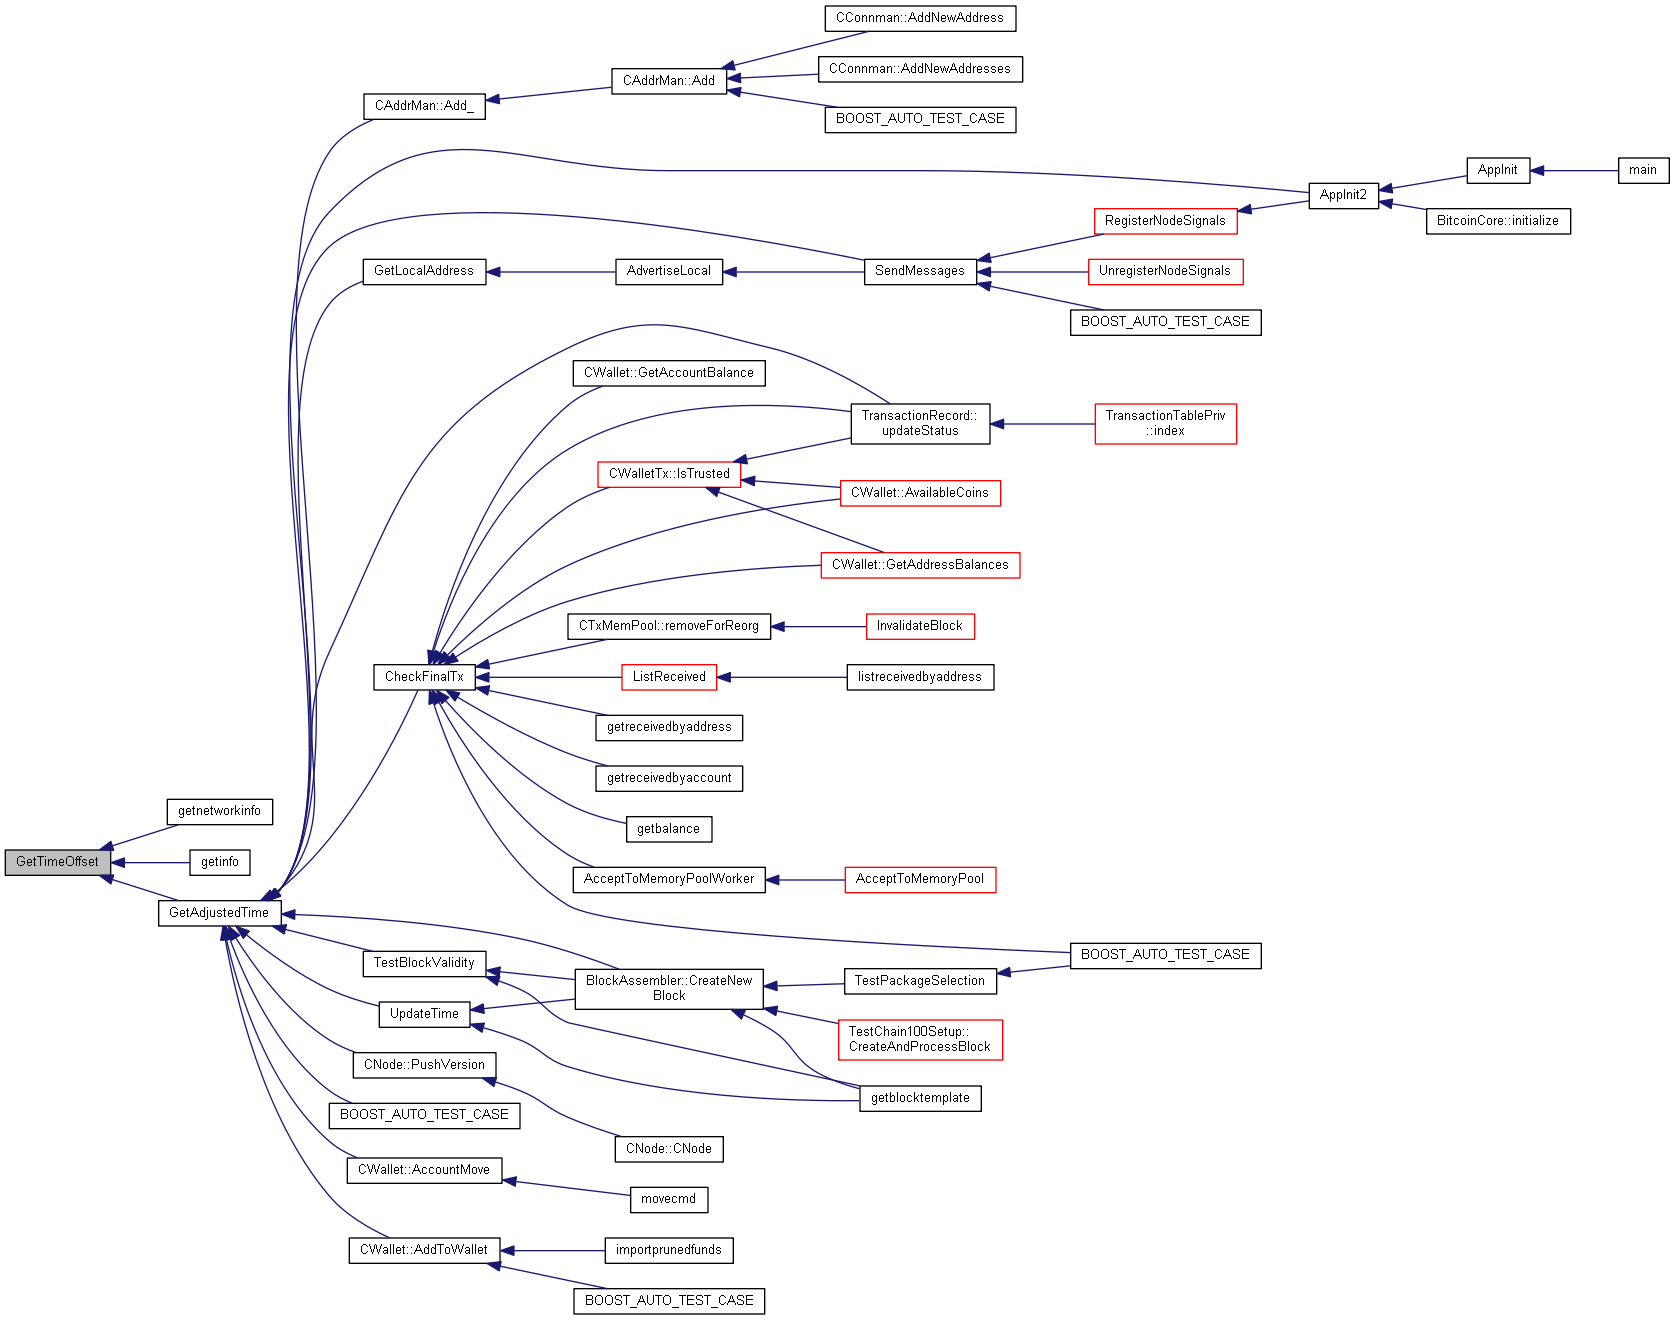 CConnman::AddNewAddress
CConnman::AddNewAddresses
CAddrMan::Add
CAddrMan::Add_
BOOST_AUTO_TEST_CASE
AppInit
main
AppInit2
BitcoinCore::initialize
RegisterNodeSignals
GetLocalAddress
AdvertiseLocal
SendMessages
UnregisterNodeSignals
BOOST_AUTO_TEST_CASE
CWallet::GetAccountBalance
TransactionRecord::
updateStatus
TransactionTablePriv
::index
CWalletTx::IsTrusted
CWallet::AvailableCoins
CWallet::GetAddressBalances
CTxMemPool::removeForReorg
InvalidateBlock
CheckFinalTx
ListReceived
listreceivedbyaddress
getreceivedbyaddress
getreceivedbyaccount
getnetworkinfo
getbalance
GetTimeOffset
getinfo
AcceptToMemoryPoolWorker
AcceptToMemoryPool
GetAdjustedTime
BOOST_AUTO_TEST_CASE
TestBlockValidity
BlockAssembler::CreateNew
Block
TestPackageSelection
UpdateTime
TestChain100Setup::
CreateAndProcessBlock
CNode::PushVersion
getblocktemplate
BOOST_AUTO_TEST_CASE
CNode::CNode
CWallet::AccountMove
movecmd
CWallet::AddToWallet
importprunedfunds
BOOST_AUTO_TEST_CASE